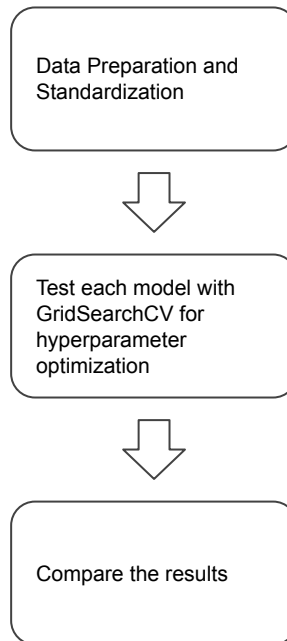 Data Preparation and
Standardization
Test each model with
GridSearchCV for
hyperparameter
optimization
Compare the results